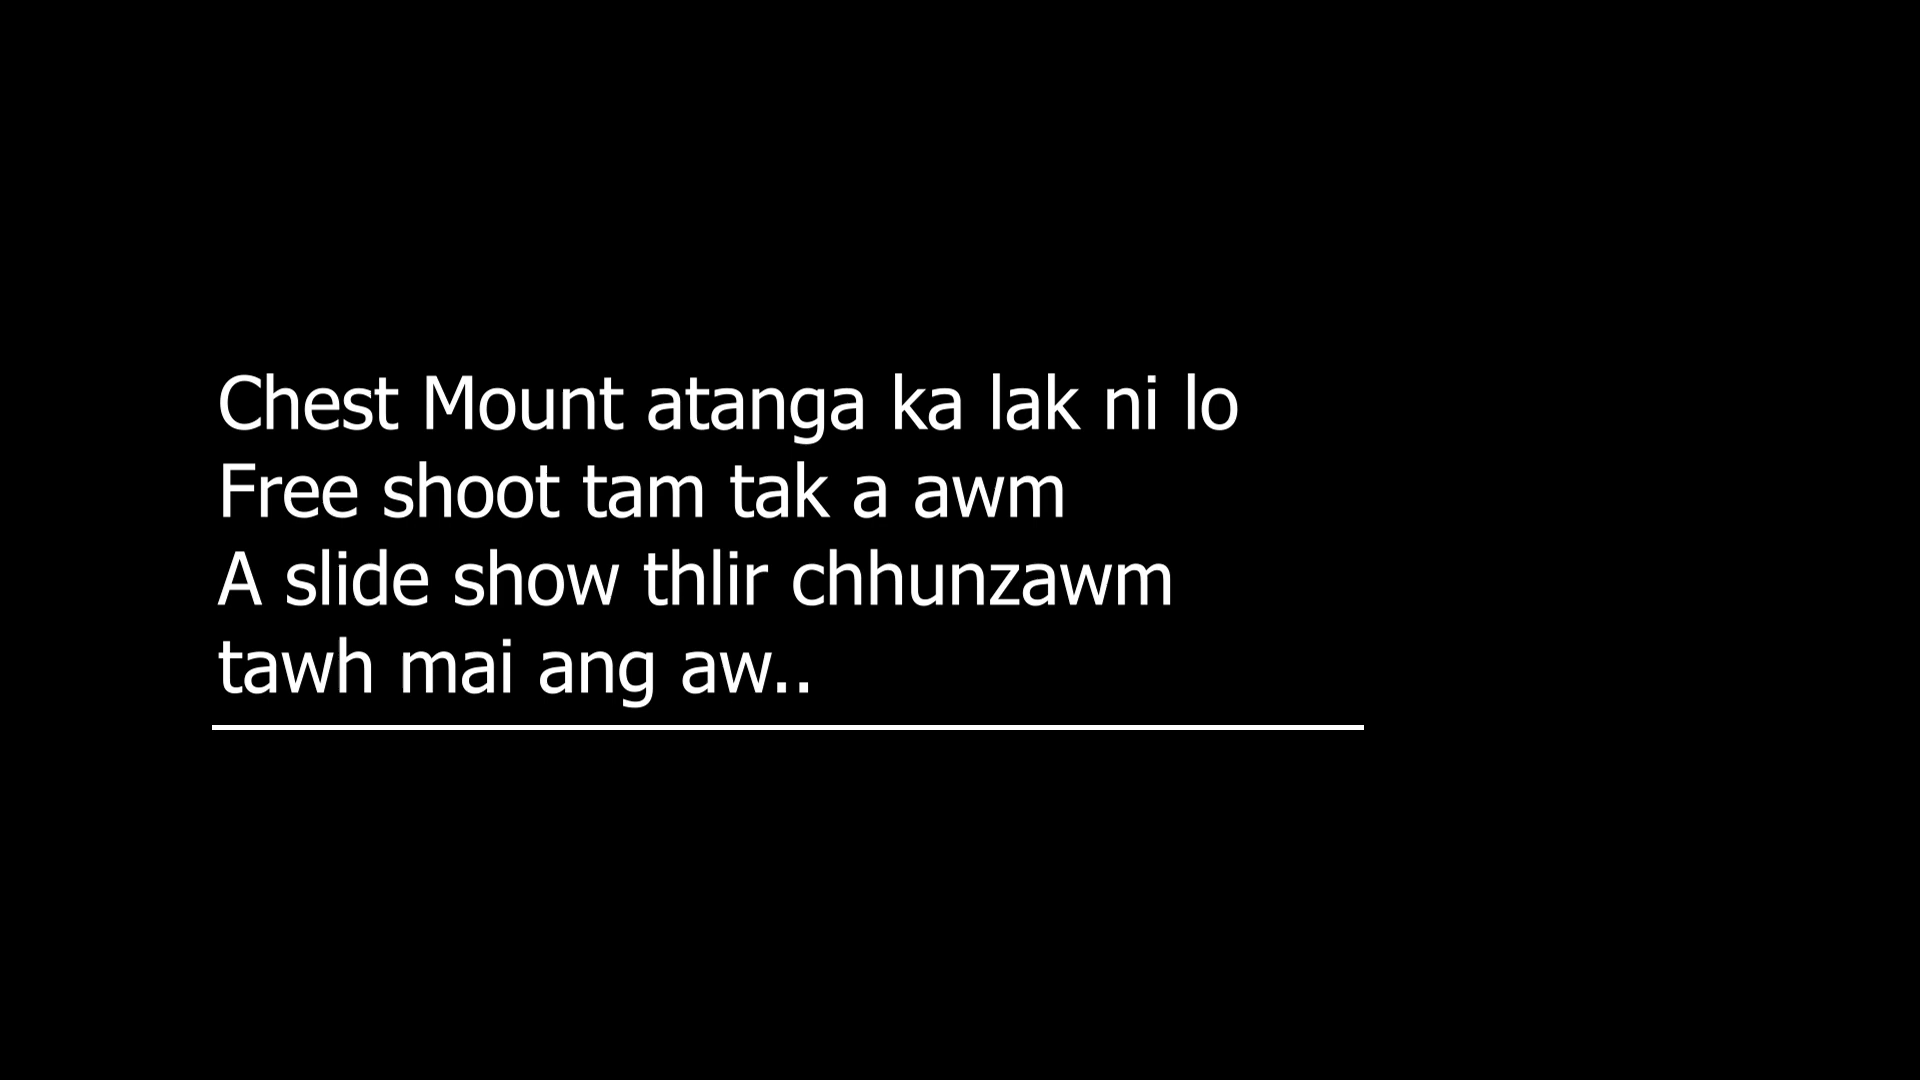 Chest Mount atanga ka lak ni lo
Free shoot tam tak a awm
A slide show thlir chhunzawm
tawh mai ang aw..